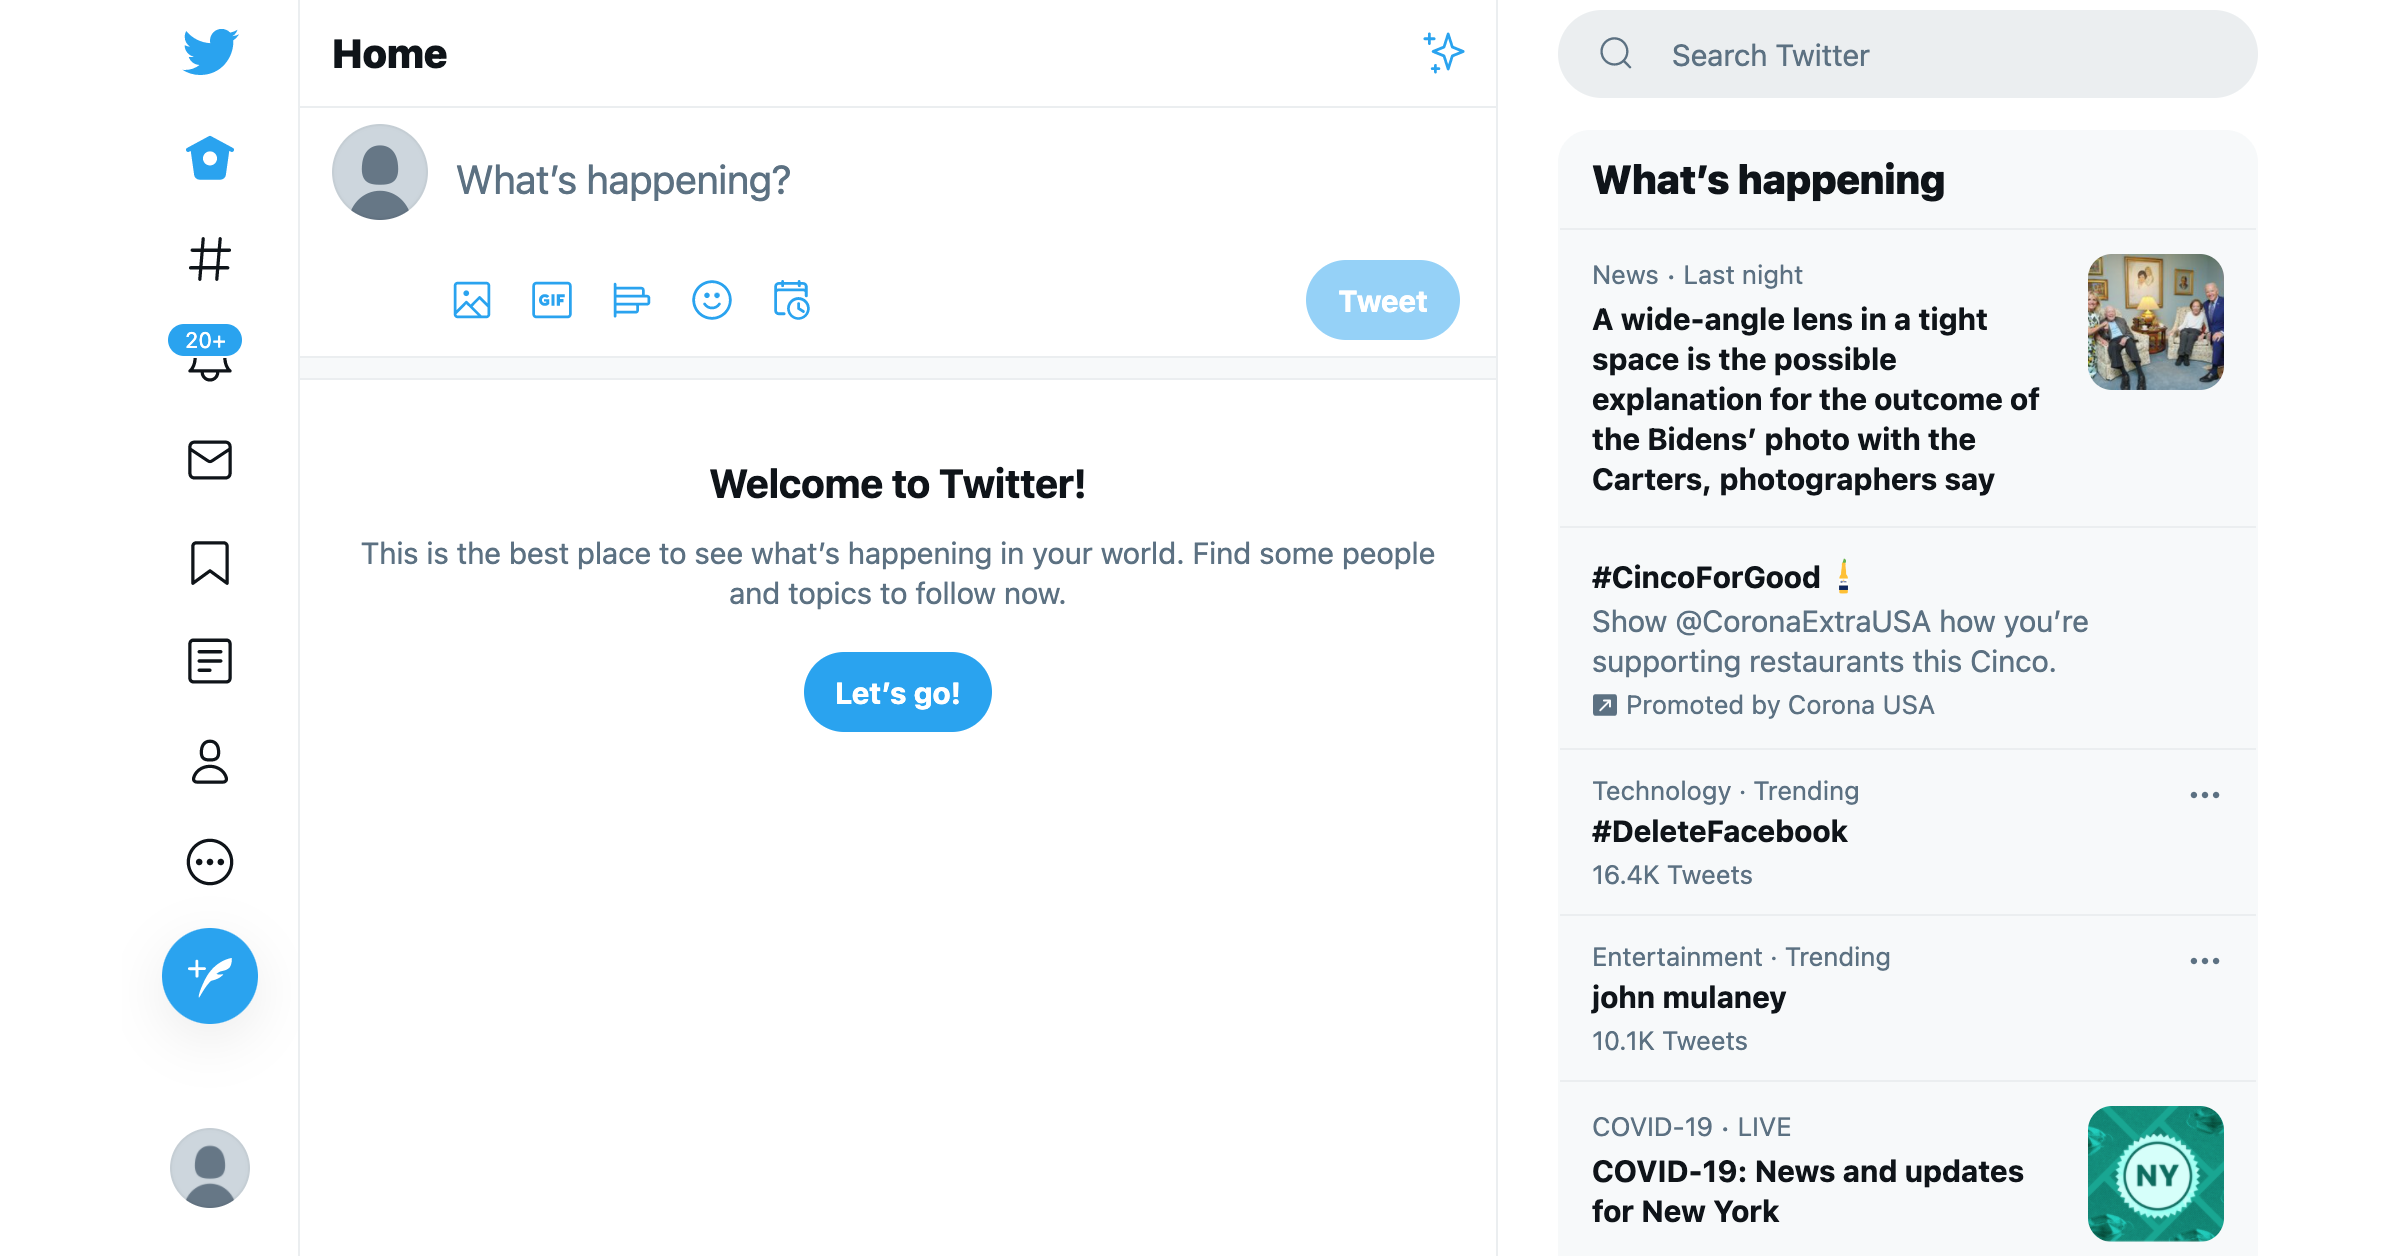 Home
What's happening?
GIF
Tweet
20+
Welcome to Twitter!
This is the best place to see what's happening in your world. Find some people
and topics to follow now.
Let's go!
Search Twitter
What's happening
News · Last night
A wide-angle lens in a tight
space is the possible
explanation for the outcome of
the Bidens' photo with the
Carters, photographers say
#CincoForGood
Show @CoronaExtraUSA how you're
supporting restaurants this Cinco.
Promoted by Corona USA
Technology · Trending
#DeleteFacebook
16.4K Tweets
Entertainment · Trending
john mulaney
10.1K Tweets
COVID-19 · LIVE
COVID-19: News and updates
for New York
NY